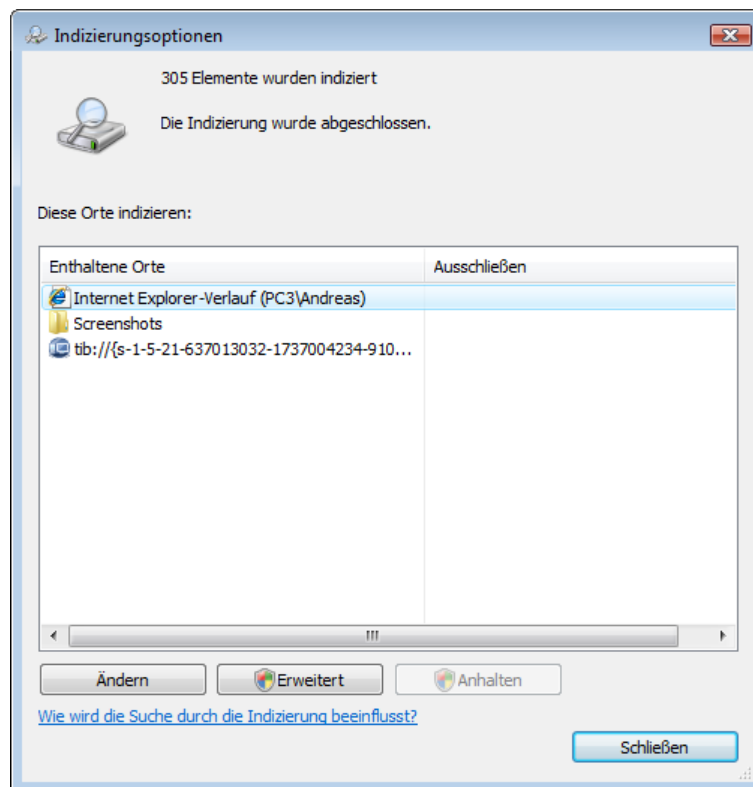 Indizierungsoptionen
305 Elemente wurden indiziert
Die Indizierung wurde abgeschlossen.
Diese Orte indizieren:
Enthaltene Orte Ausschließen
Internet Explorer-Verlauf (PC3\Andreas)
Screenshots
tib://{s-1-5-21-637013032-1737004234-910...
Ändern Erweitert Anhalten
Wie wird die Suche durch die Indizierung beeinflusst?
Schließen